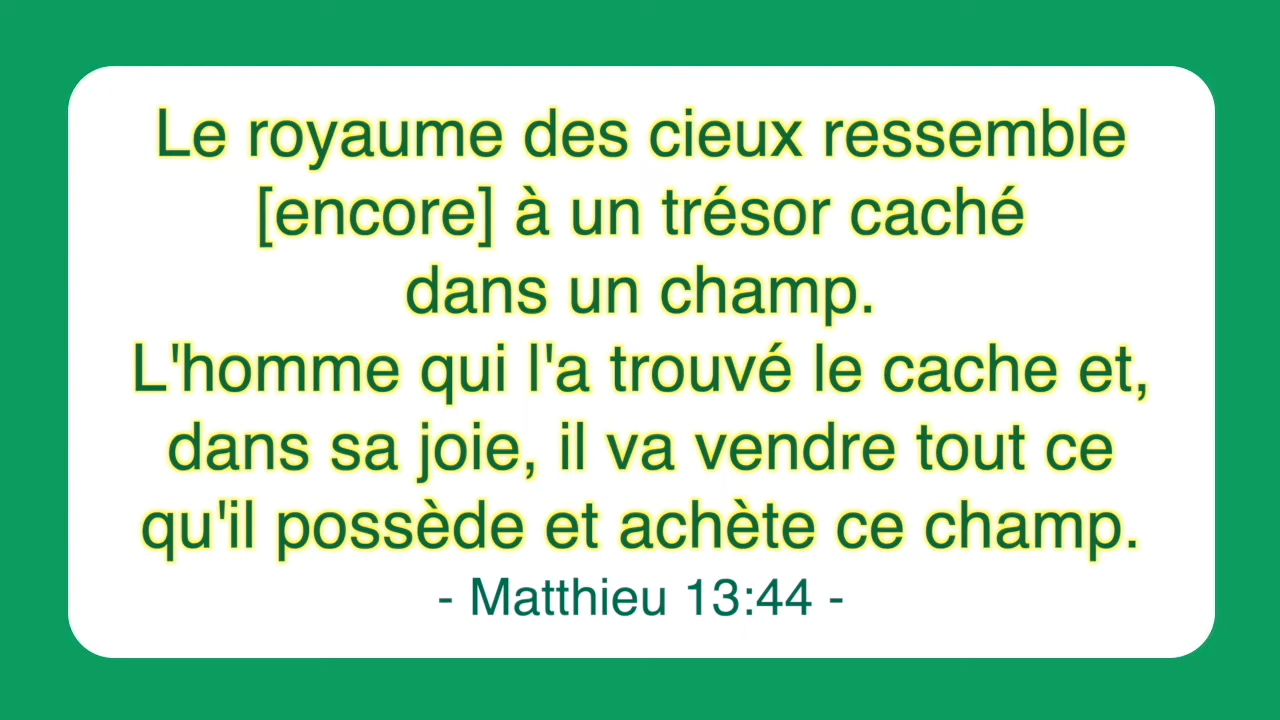 Le royaume des cieux ressemble
[encore] à un trésor caché
dans un champ.
L'homme qui l'a trouvé le cache et,
dans sa joie, il va vendre tout ce
qu'il possède et achète ce champ.
- Matthieu 13:44 -